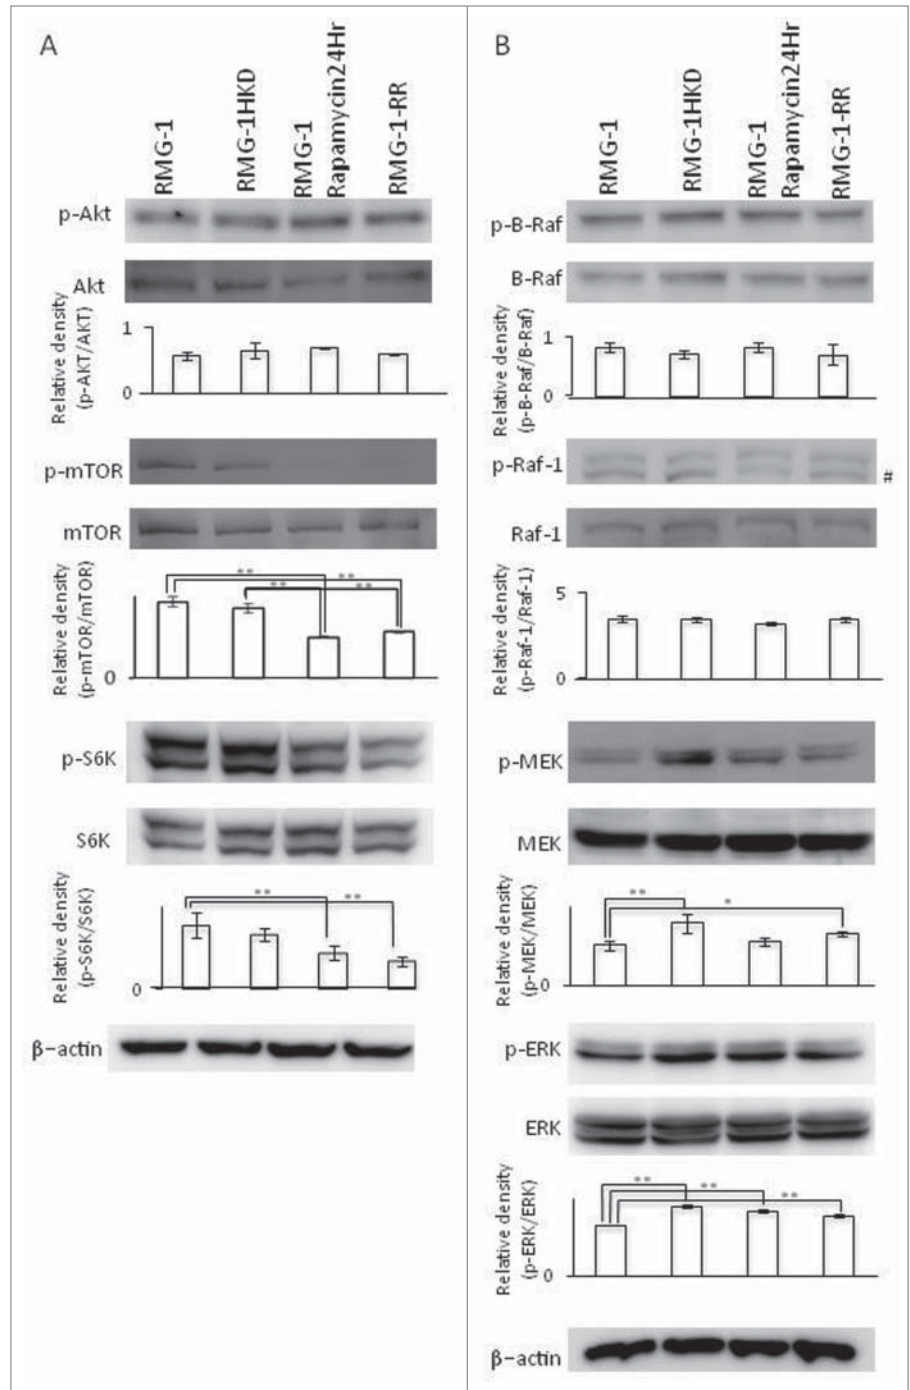 A
RMG-1
RMG-1HKD
RMG-1
Rapamycin24Hr
RMG-1-RR
p-Akt
Akt
Relative density
(p-AKT/AKT)
1
0
p-mTOR
mTOR
Relative density
(p-mTOR/mTOR)
**
**
**
**
0
p-S6K
S6K
Relative density
(p-S6K/S6K)
**
**
0
β-actin
B
RMG-1
RMG-1HKD
RMG-1
Rapamycin24Hr
RMG-1-RR
p-B-Raf
B-Raf
Relative density
(p-B-Raf/B-Raf)
1
0
p-Raf-1
#
Raf-1
Relative density
(p-Raf-1/Raf-1)
5
0
p-MEK
MEK
Relative density
(p-MEK/MEK)
**
*
0
p-ERK
ERK
Relative density
(p-ERK/ERK)
**
**
**
0
β-actin